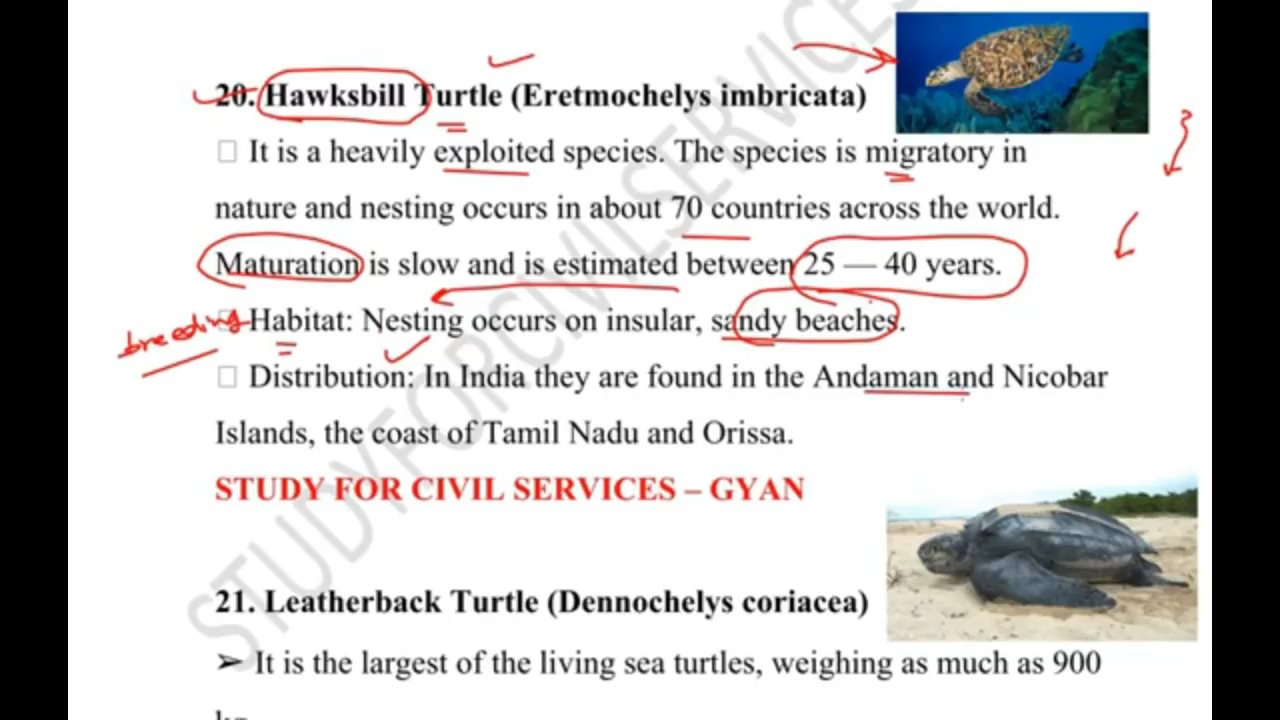 20. Hawksbill Turtle (Eretmochelys imbricata)
It is a heavily exploited species. The species is migratory in
nature and nesting occurs in about 70 countries across the world.
Maturation is slow and is estimated between 25 — 40 years.
breeding
Habitat: Nesting occurs on insular, sandy beaches.
Distribution: In India they are found in the Andaman and Nicobar
Islands, the coast of Tamil Nadu and Orissa.
STUDY FOR CIVIL SERVICES – GYAN
21. Leatherback Turtle (Dennochelys coriacea)
➢ It is the largest of the living sea turtles, weighing as much as 900
kg
STUDYFORCIVILSERVICES